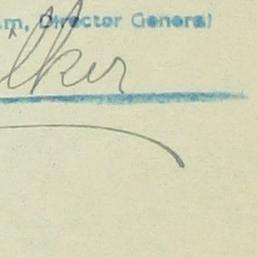 m, Director General
lker